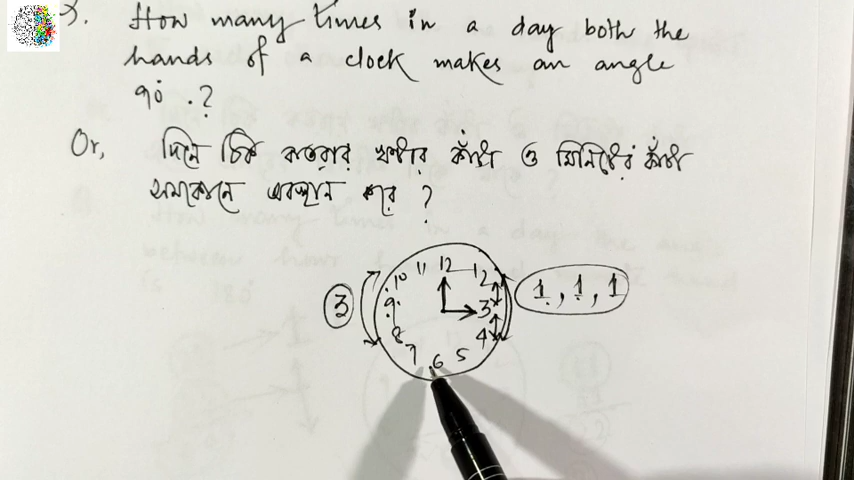 How many times in a day both the
hands of a clock makes an angle
90° .?
Or, দিনে ঠিক কতবার ঘন্টার কাঁটা ও মিনিটের কাঁটা
সমকোনে অবস্থান করে ?
10 11 12 1 2
3 9 3 1, 1, 1
8 4
7 6 5